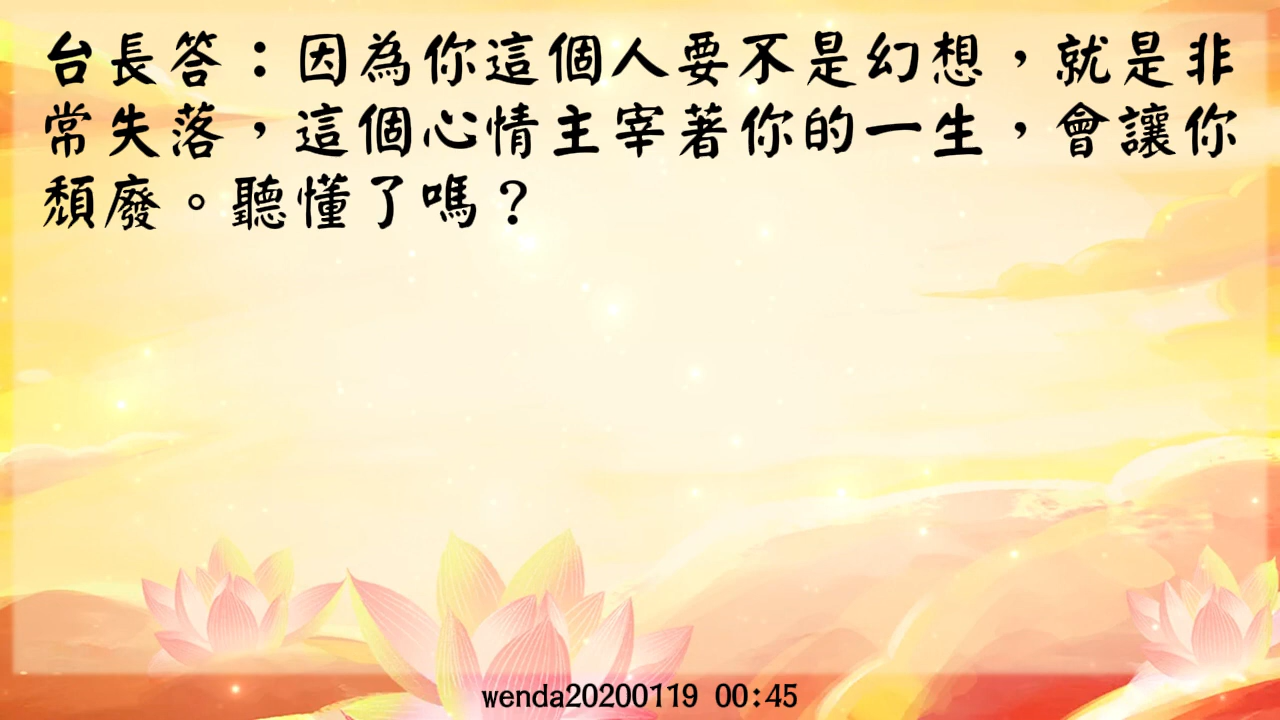 台長答：因為你這個人要不是幻想，就是非
常失落，這個心情主宰著你的一生，會讓你
頹廢。聽懂了嗎？
wenda20200119 00:45